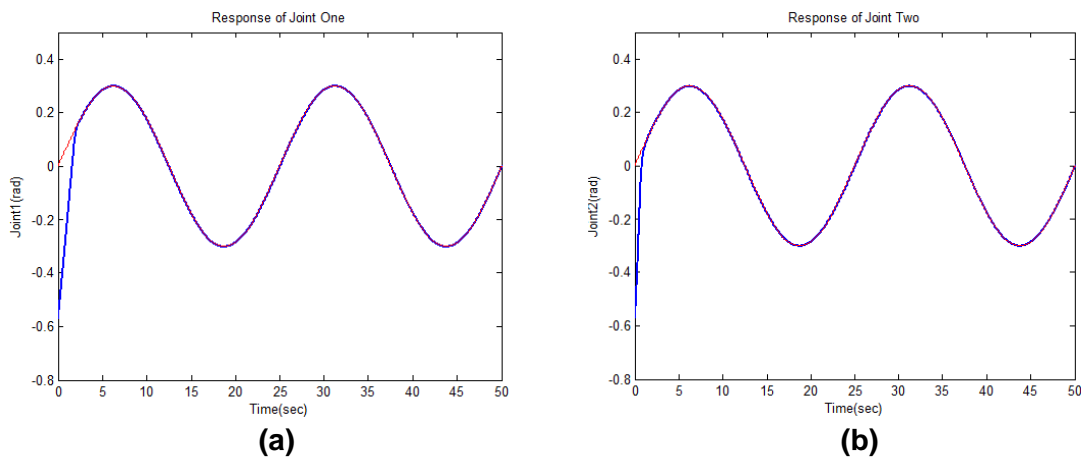 Response of Joint One
0.4
0.2
0
-0.2
-0.4
-0.6
-0.8
Joint1(rad)
0 5 10 15 20 25 30 35 40 45 50
Time(sec)
(a)
Response of Joint Two
0.4
0.2
0
-0.2
-0.4
-0.6
-0.8
Joint2(rad)
0 5 10 15 20 25 30 35 40 45 50
Time(sec)
(b)